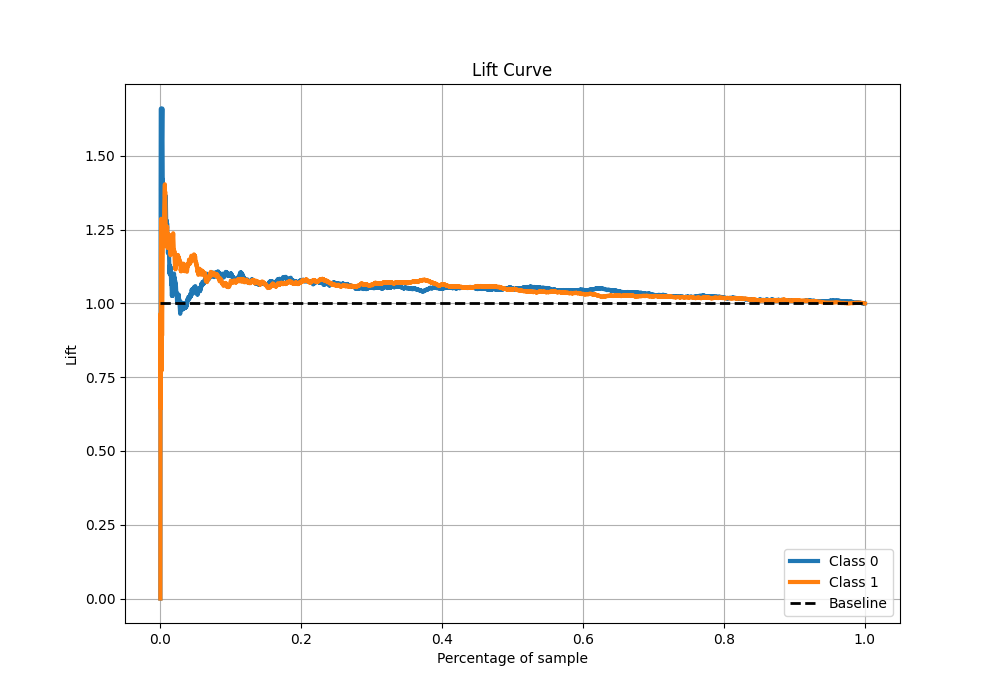 Lift Curve
1.50
1.25
1.00
0.75
0.50
0.25
0.00
Lift
0.0 0.2 0.4 0.6 0.8 1.0
Percentage of sample
Class 0
Class 1
Baseline